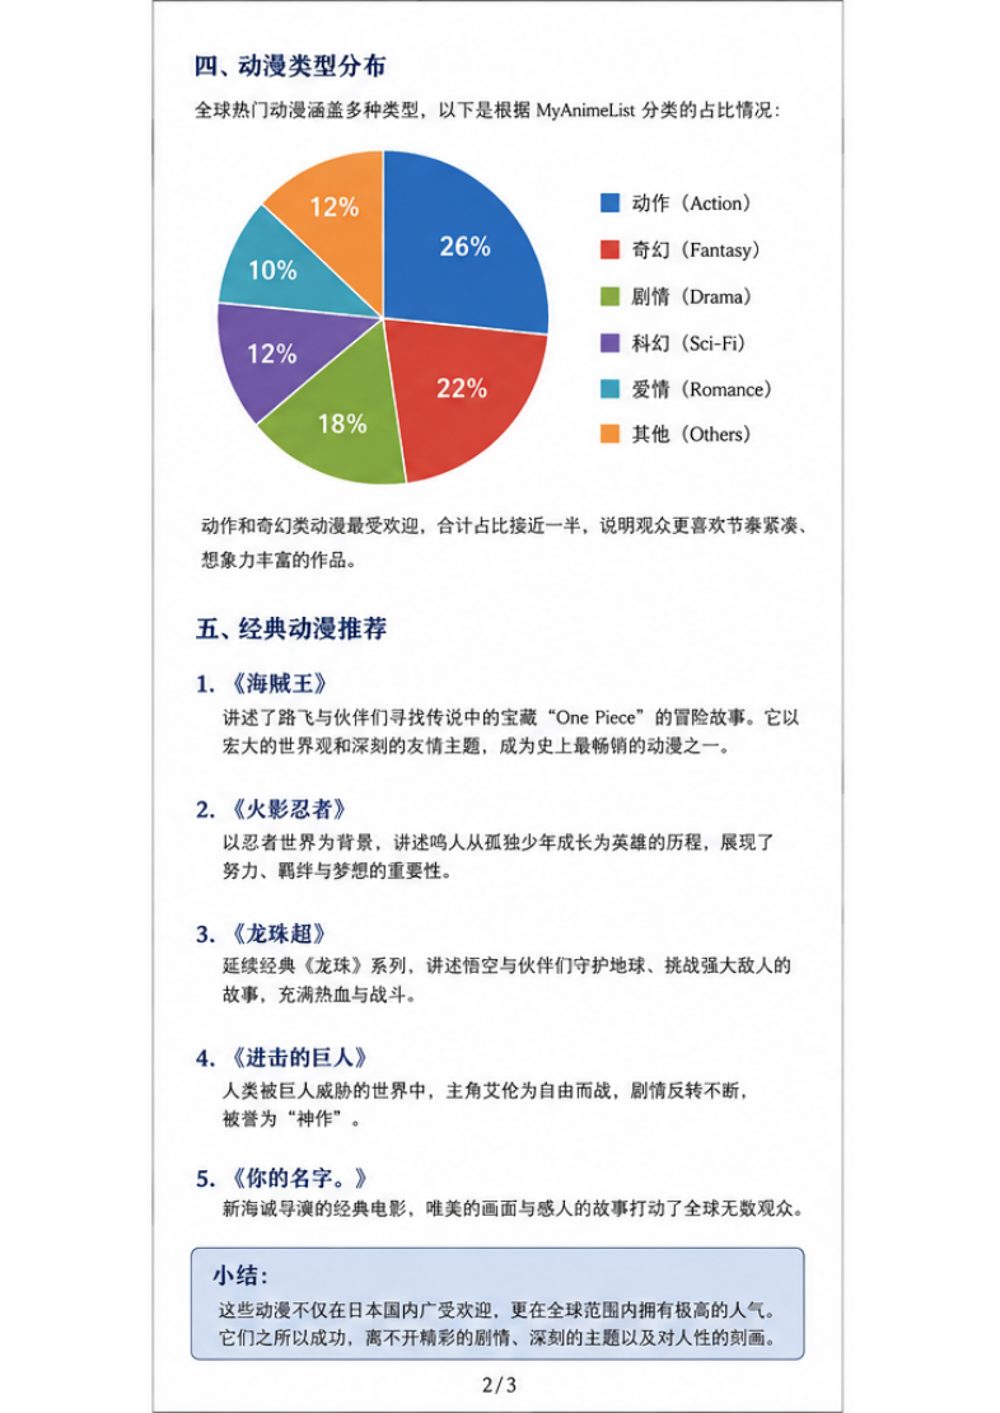 四、动漫类型分布
全球热门动漫涵盖多种类型，以下是根据 MyAnimeList 分类的占比情况：
12%
26%
10%
12%
22%
18%
动作（Action）
奇幻（Fantasy）
剧情（Drama）
科幻（Sci-Fi）
爱情（Romance）
其他（Others）
动作和奇幻类动漫最受欢迎，合计占比接近一半，说明观众更喜欢节奏紧凑、
想象力丰富的作品。
五、经典动漫推荐
1.《海贼王》
讲述了路飞与伙伴们寻找传说中的宝藏“One Piece”的冒险故事。它以
宏大的世界观和深刻的友情主题，成为史上最畅销的动漫之一。
2.《火影忍者》
以忍者世界为背景，讲述鸣人从孤独少年成长为英雄的历程，展现了
努力、羁绊与梦想的重要性。
3.《龙珠超》
延续经典《龙珠》系列，讲述悟空与伙伴们守护地球、挑战强大敌人的
故事，充满热血与战斗。
4.《进击的巨人》
人类被巨人威胁的世界中，主角艾伦为自由而战，剧情反转不断，
被誉为“神作”。
5.《你的名字。》
新海诚导演的经典电影，唯美的画面与感人的故事打动了全球无数观众。
小结：
这些动漫不仅在日本国内广受欢迎，更在全球范围内拥有极高的人气。
它们之所以成功，离不开精彩的剧情、深刻的主题以及对人性的刻画。
2/3